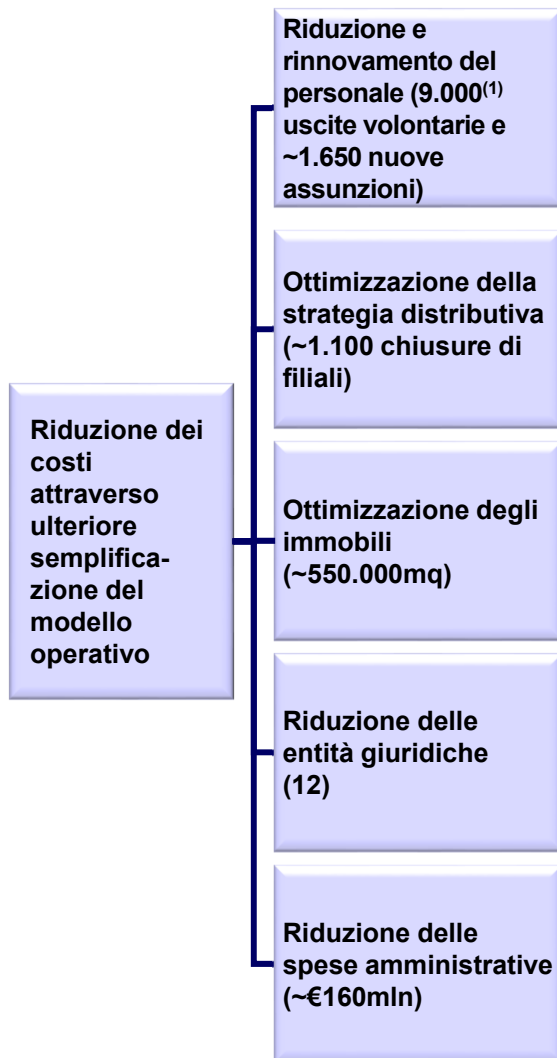 Riduzione e
rinnovamento del
personale (9.000(1)
uscite volontarie e
~1.650 nuove
assunzioni)
Ottimizzazione della
strategia distributiva
(~1.100 chiusure di
filiali)
Riduzione dei
costi
attraverso
ulteriore
semplifica-
zione del
modello
operativo
Ottimizzazione degli
immobili
(~550.000mq)
Riduzione delle
entità giuridiche
(12)
Riduzione delle
spese amministrative
(~€160mln)